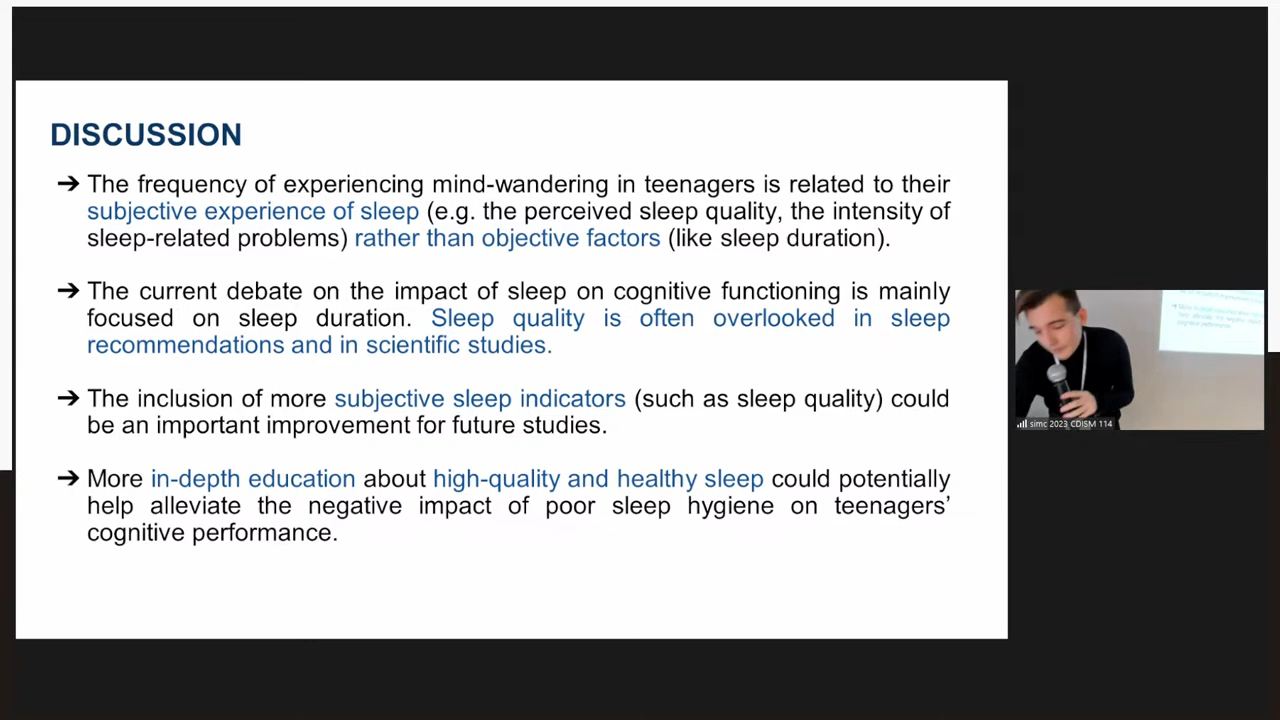 DISCUSSION
➔ The frequency of experiencing mind-wandering in teenagers is related to their
subjective experience of sleep (e.g. the perceived sleep quality, the intensity of
sleep-related problems) rather than objective factors (like sleep duration).
➔ The current debate on the impact of sleep on cognitive functioning is mainly
focused on sleep duration. Sleep quality is often overlooked in sleep
recommendations and in scientific studies.
➔ The inclusion of more subjective sleep indicators (such as sleep quality) could
be an important improvement for future studies.
➔ More in-depth education about high-quality and healthy sleep could potentially
help alleviate the negative impact of poor sleep hygiene on teenagers’
cognitive performance.
simc 2023_CDISM 114